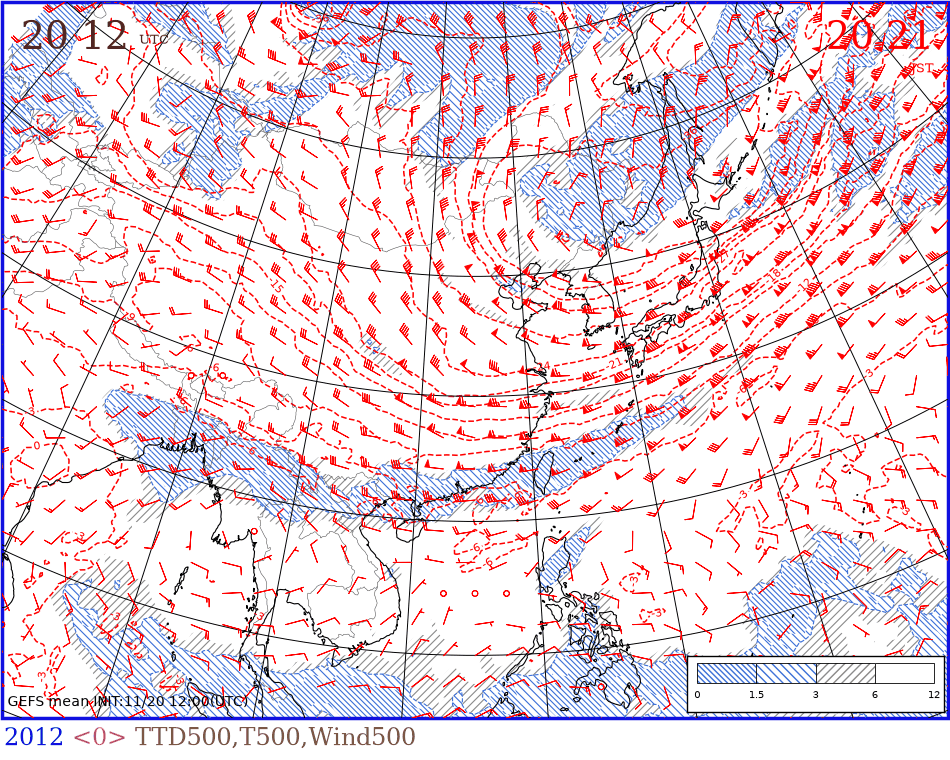 20 12 UTC
20 21 JST
GEFS mean INIT:11/20 12:00(UTC)
0 1.5 3 6 12
2012 <0> TTD500,T500,Wind500